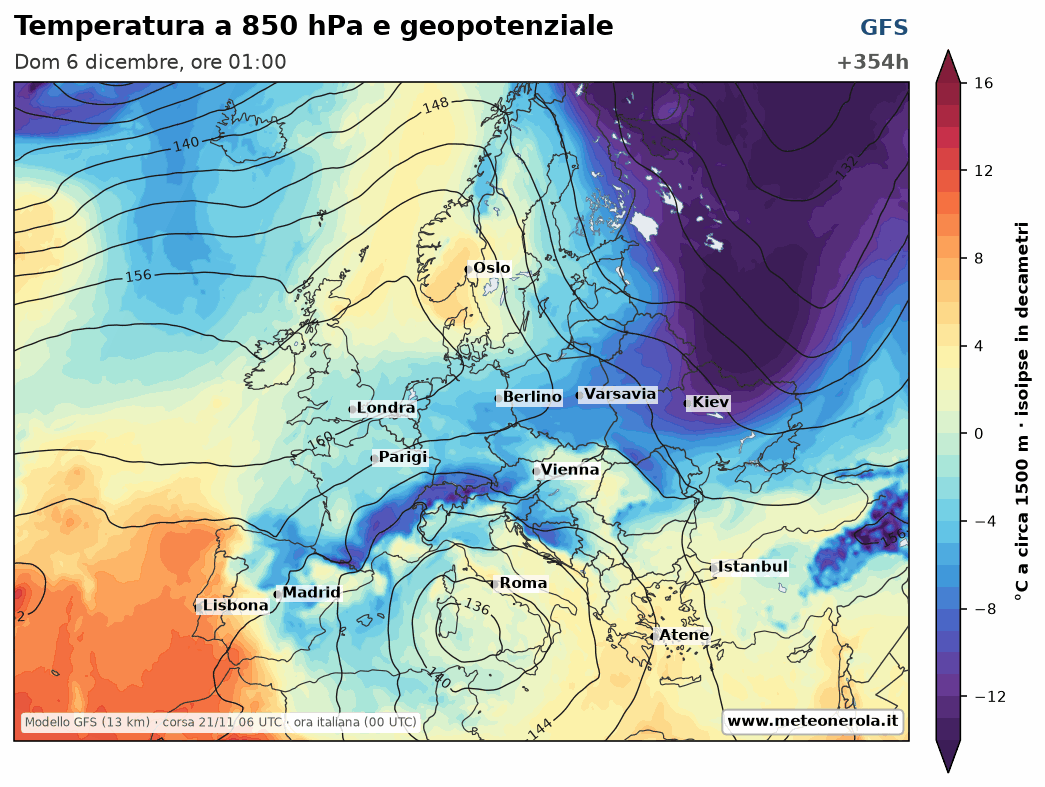 Temperatura a 850 hPa e geopotenziale
GFS
Dom 6 dicembre, ore 01:00
+354h
148
140
132
156
Oslo
Berlino
Varsavia
Kiev
Londra
160
Parigi
Vienna
156
Istanbul
Madrid
Roma
Lisbona
136
Atene
140
144
Modello GFS (13 km) · corsa 21/11 06 UTC · ora italiana (00 UTC)
www.meteonerola.it
16
12
8
4
0
−4
−8
−12
°C a circa 1500 m · isoipse in decametri